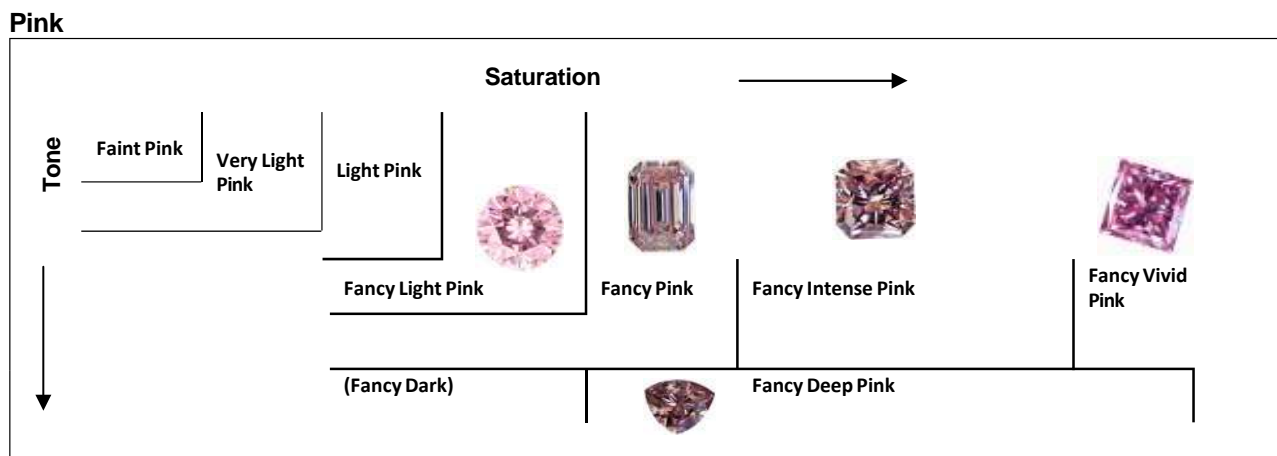 Pink
Saturation
Tone
Faint Pink
Very Light
Pink
Light Pink
Fancy Light Pink
Fancy Pink
Fancy Intense Pink
Fancy Vivid
Pink
(Fancy Dark)
Fancy Deep Pink